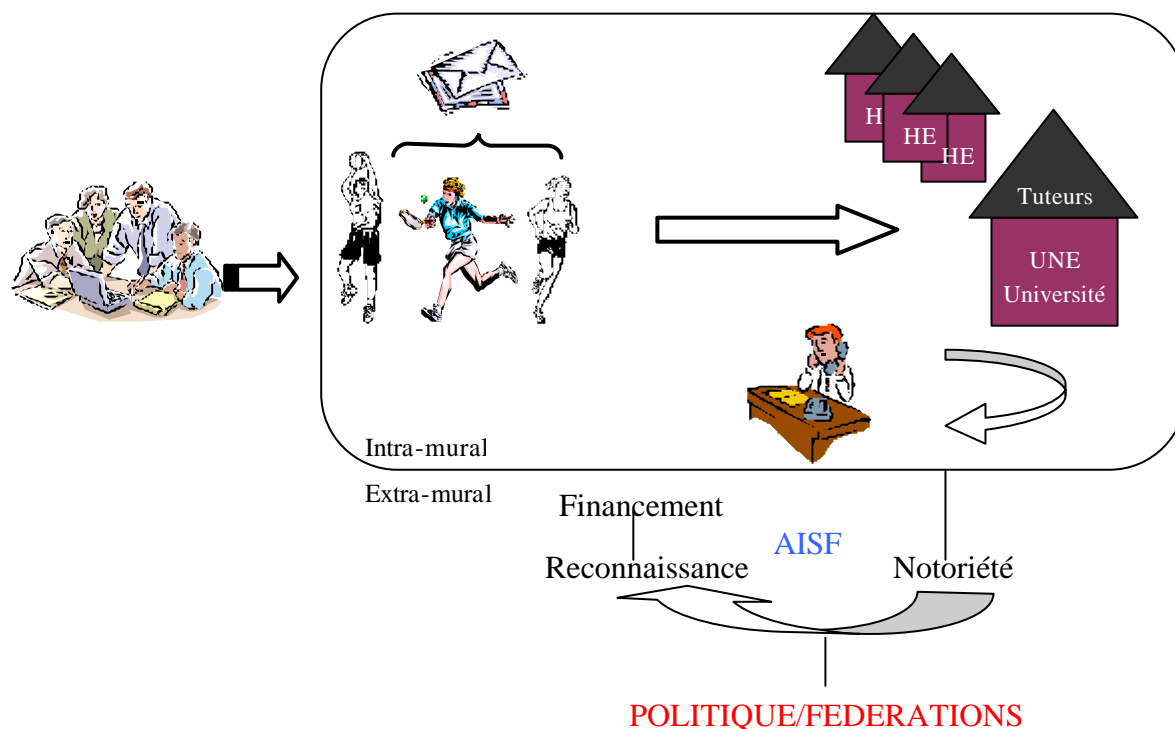 H
HE
HE
Tuteurs
UNE
Université
Intra-mural
Extra-mural
Financement
AISF
Reconnaissance
Notoriété
POLITIQUE/FEDERATIONS